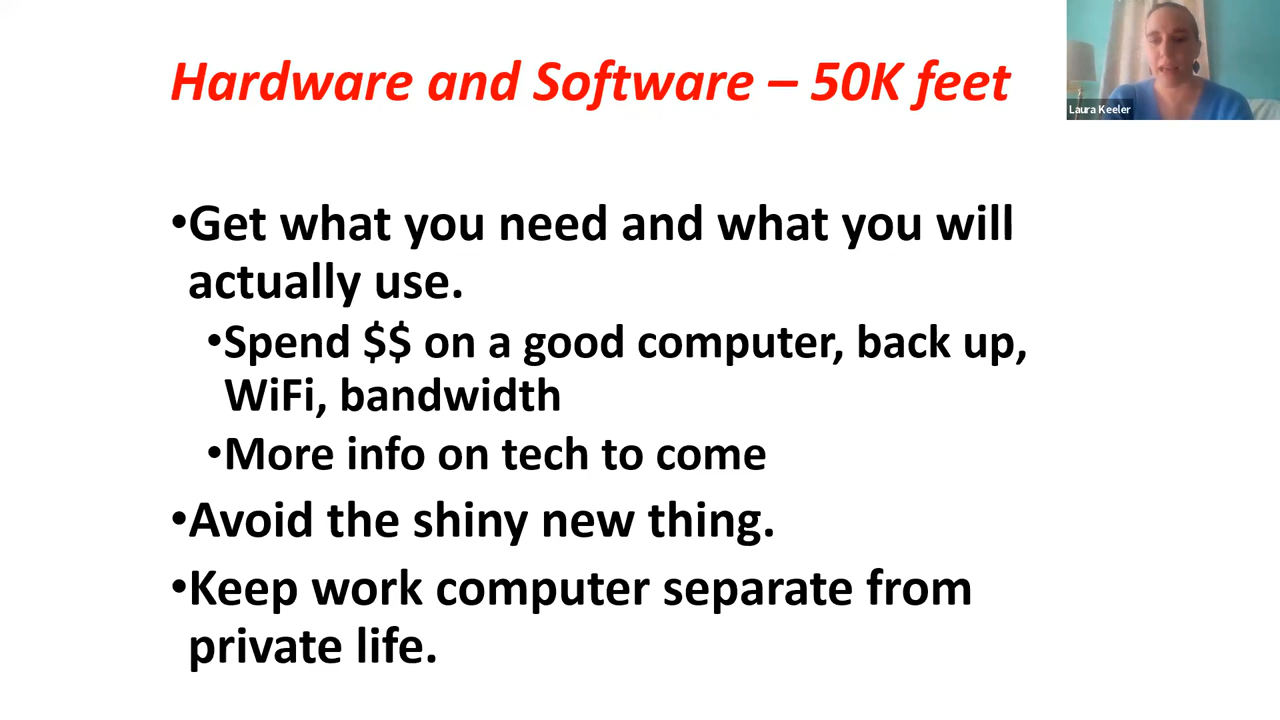 Hardware and Software – 50K feet
Laura Keeler
•Get what you need and what you will
actually use.
•Spend $$ on a good computer, back up,
WiFi, bandwidth
•More info on tech to come
•Avoid the shiny new thing.
•Keep work computer separate from
private life.